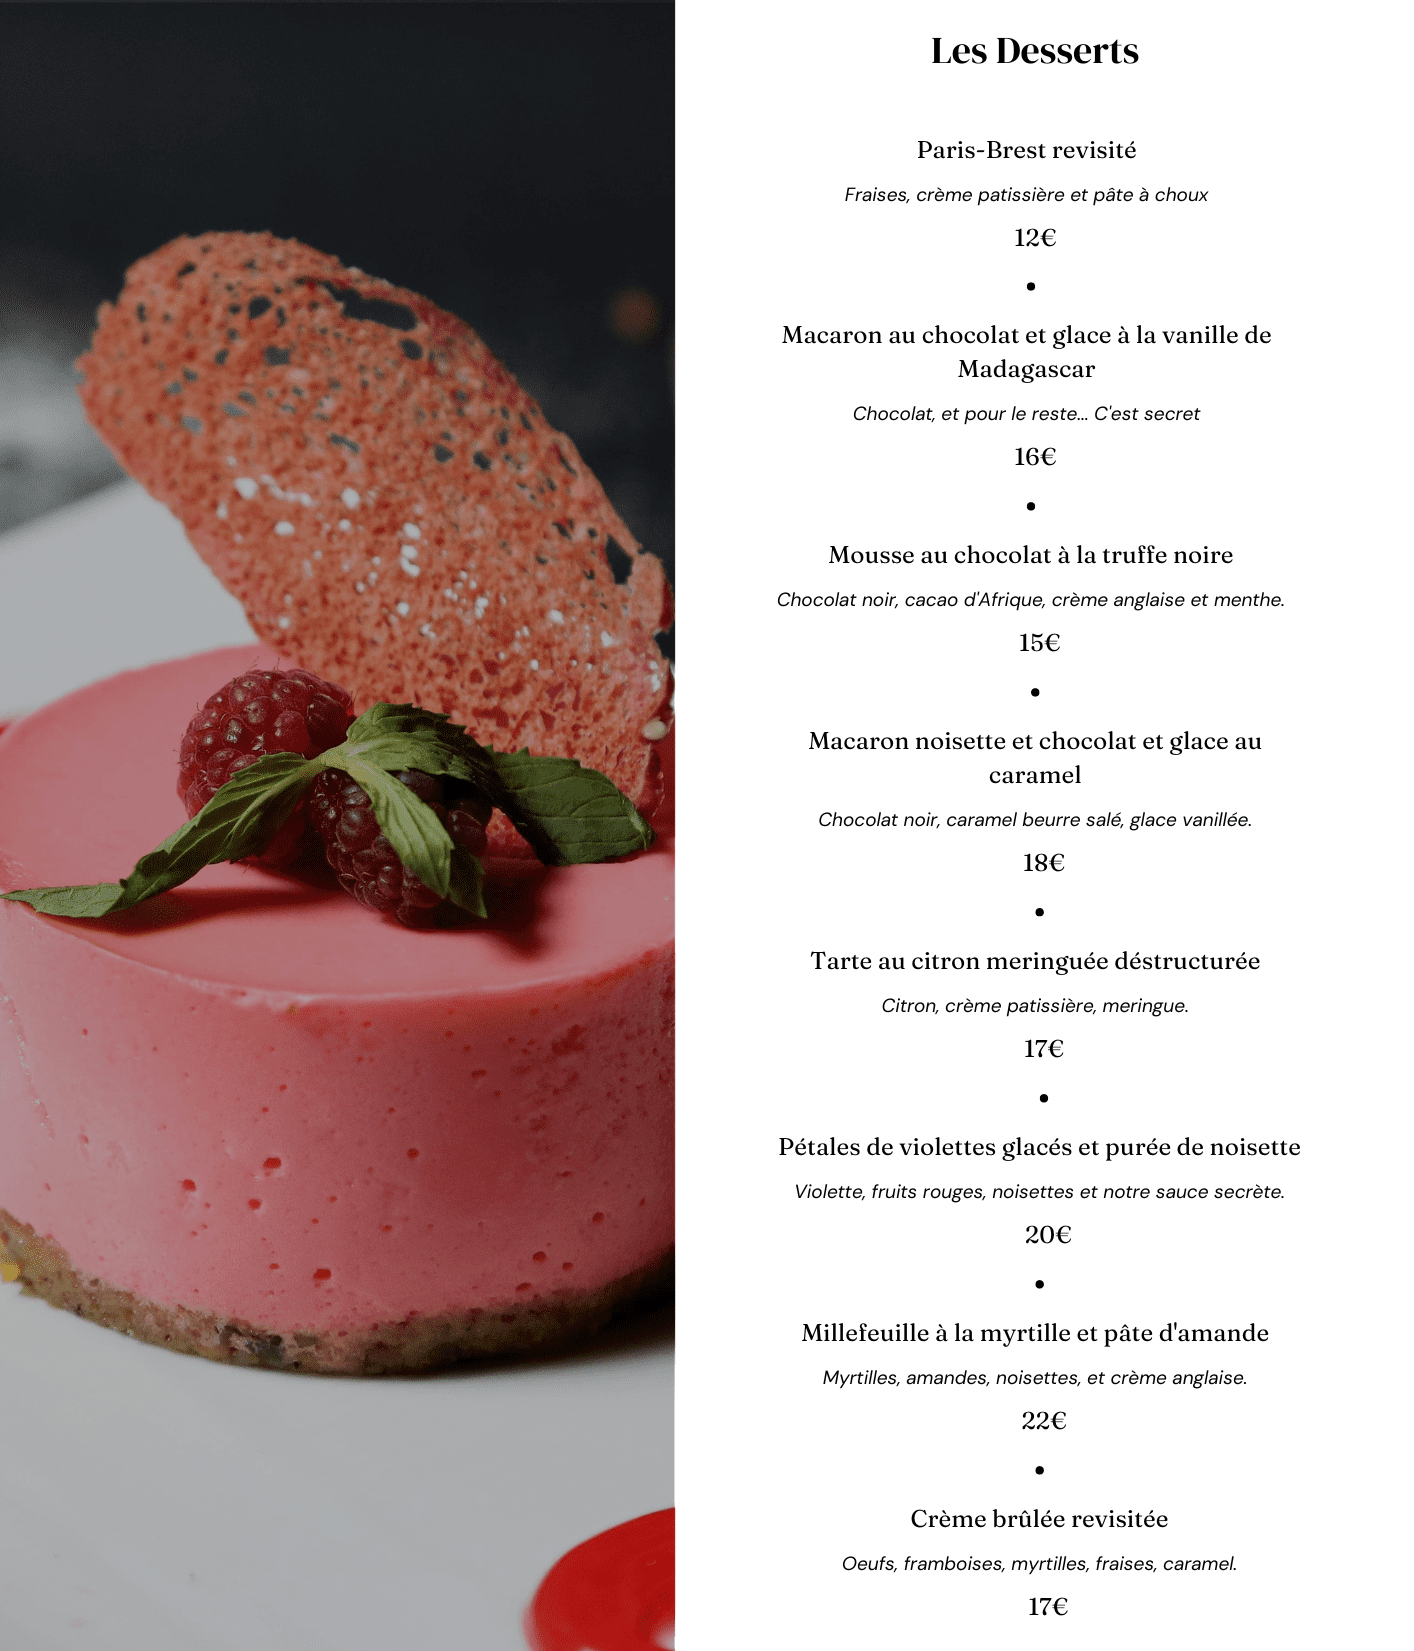 Les Desserts
Paris-Brest revisité
Fraises, crème patissière et pâte à choux
12€
Macaron au chocolat et glace à la vanille de
Madagascar
Chocolat, et pour le reste... C'est secret
16€
Mousse au chocolat à la truffe noire
Chocolat noir, cacao d'Afrique, crème anglaise et menthe.
15€
Macaron noisette et chocolat et glace au
caramel
Chocolat noir, caramel beurre salé, glace vanillée.
18€
Tarte au citron meringuée déstructurée
Citron, crème patissière, meringue.
17€
Pétales de violettes glacés et purée de noisette
Violette, fruits rouges, noisettes et notre sauce secrète.
20€
Millefeuille à la myrtille et pâte d'amande
Myrtilles, amandes, noisettes, et crème anglaise.
22€
Crème brûlée revisitée
Oeufs, framboises, myrtilles, fraises, caramel.
17€